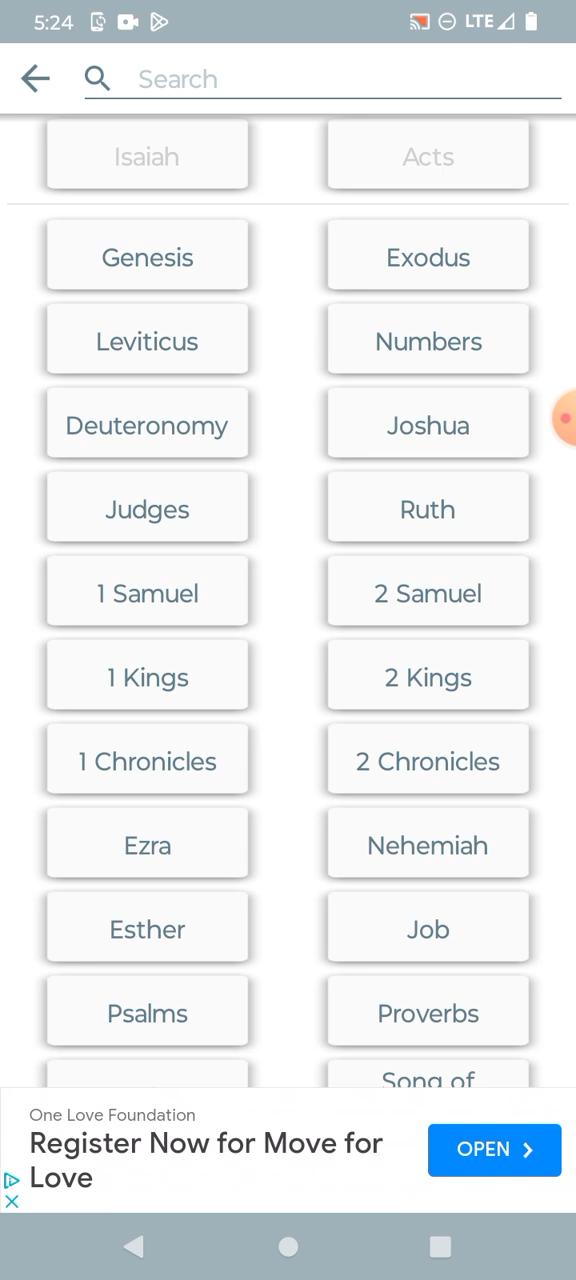 5:24
LTE
Search
Isaiah
Acts
Genesis
Exodus
Leviticus
Numbers
Deuteronomy
Joshua
Judges
Ruth
1 Samuel
2 Samuel
1 Kings
2 Kings
1 Chronicles
2 Chronicles
Ezra
Nehemiah
Esther
Job
Psalms
Proverbs
Song of
One Love Foundation
Register Now for Move for
Love
OPEN